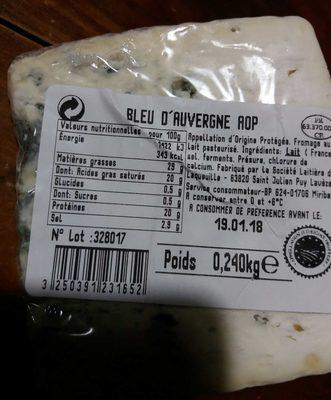 BLEU D'AUVERGNE AOP
Valeurs nutritionnelles pour 100g
Energie
343 kcal
Matières grasses 29 g
Dont: Acides gras saturés 20 g
Glucides 0.5 g
Dont: Sucres 0.5 g
Protéines 20 g
Sel 2.9 g
Appellation d'Origine Protégée. Fromage au
lait pasteurisé. Ingrédients: Lait (
sel, ferments, Présure, chlorure de
calcium. Fabriqué par la Société Laitière de
Laqueuille - 63820 Saint Julien Puy Lavèze
Service consommateur-BP 624-01706 Miribel
A conserver entre 0 et +6°C
A CONSOMMER DE PREFERENCE AVANT LE:
19.01.18
N° Lot :328017
Poids 0,240kg e
3 250391 231652
FR
63.370.
CE